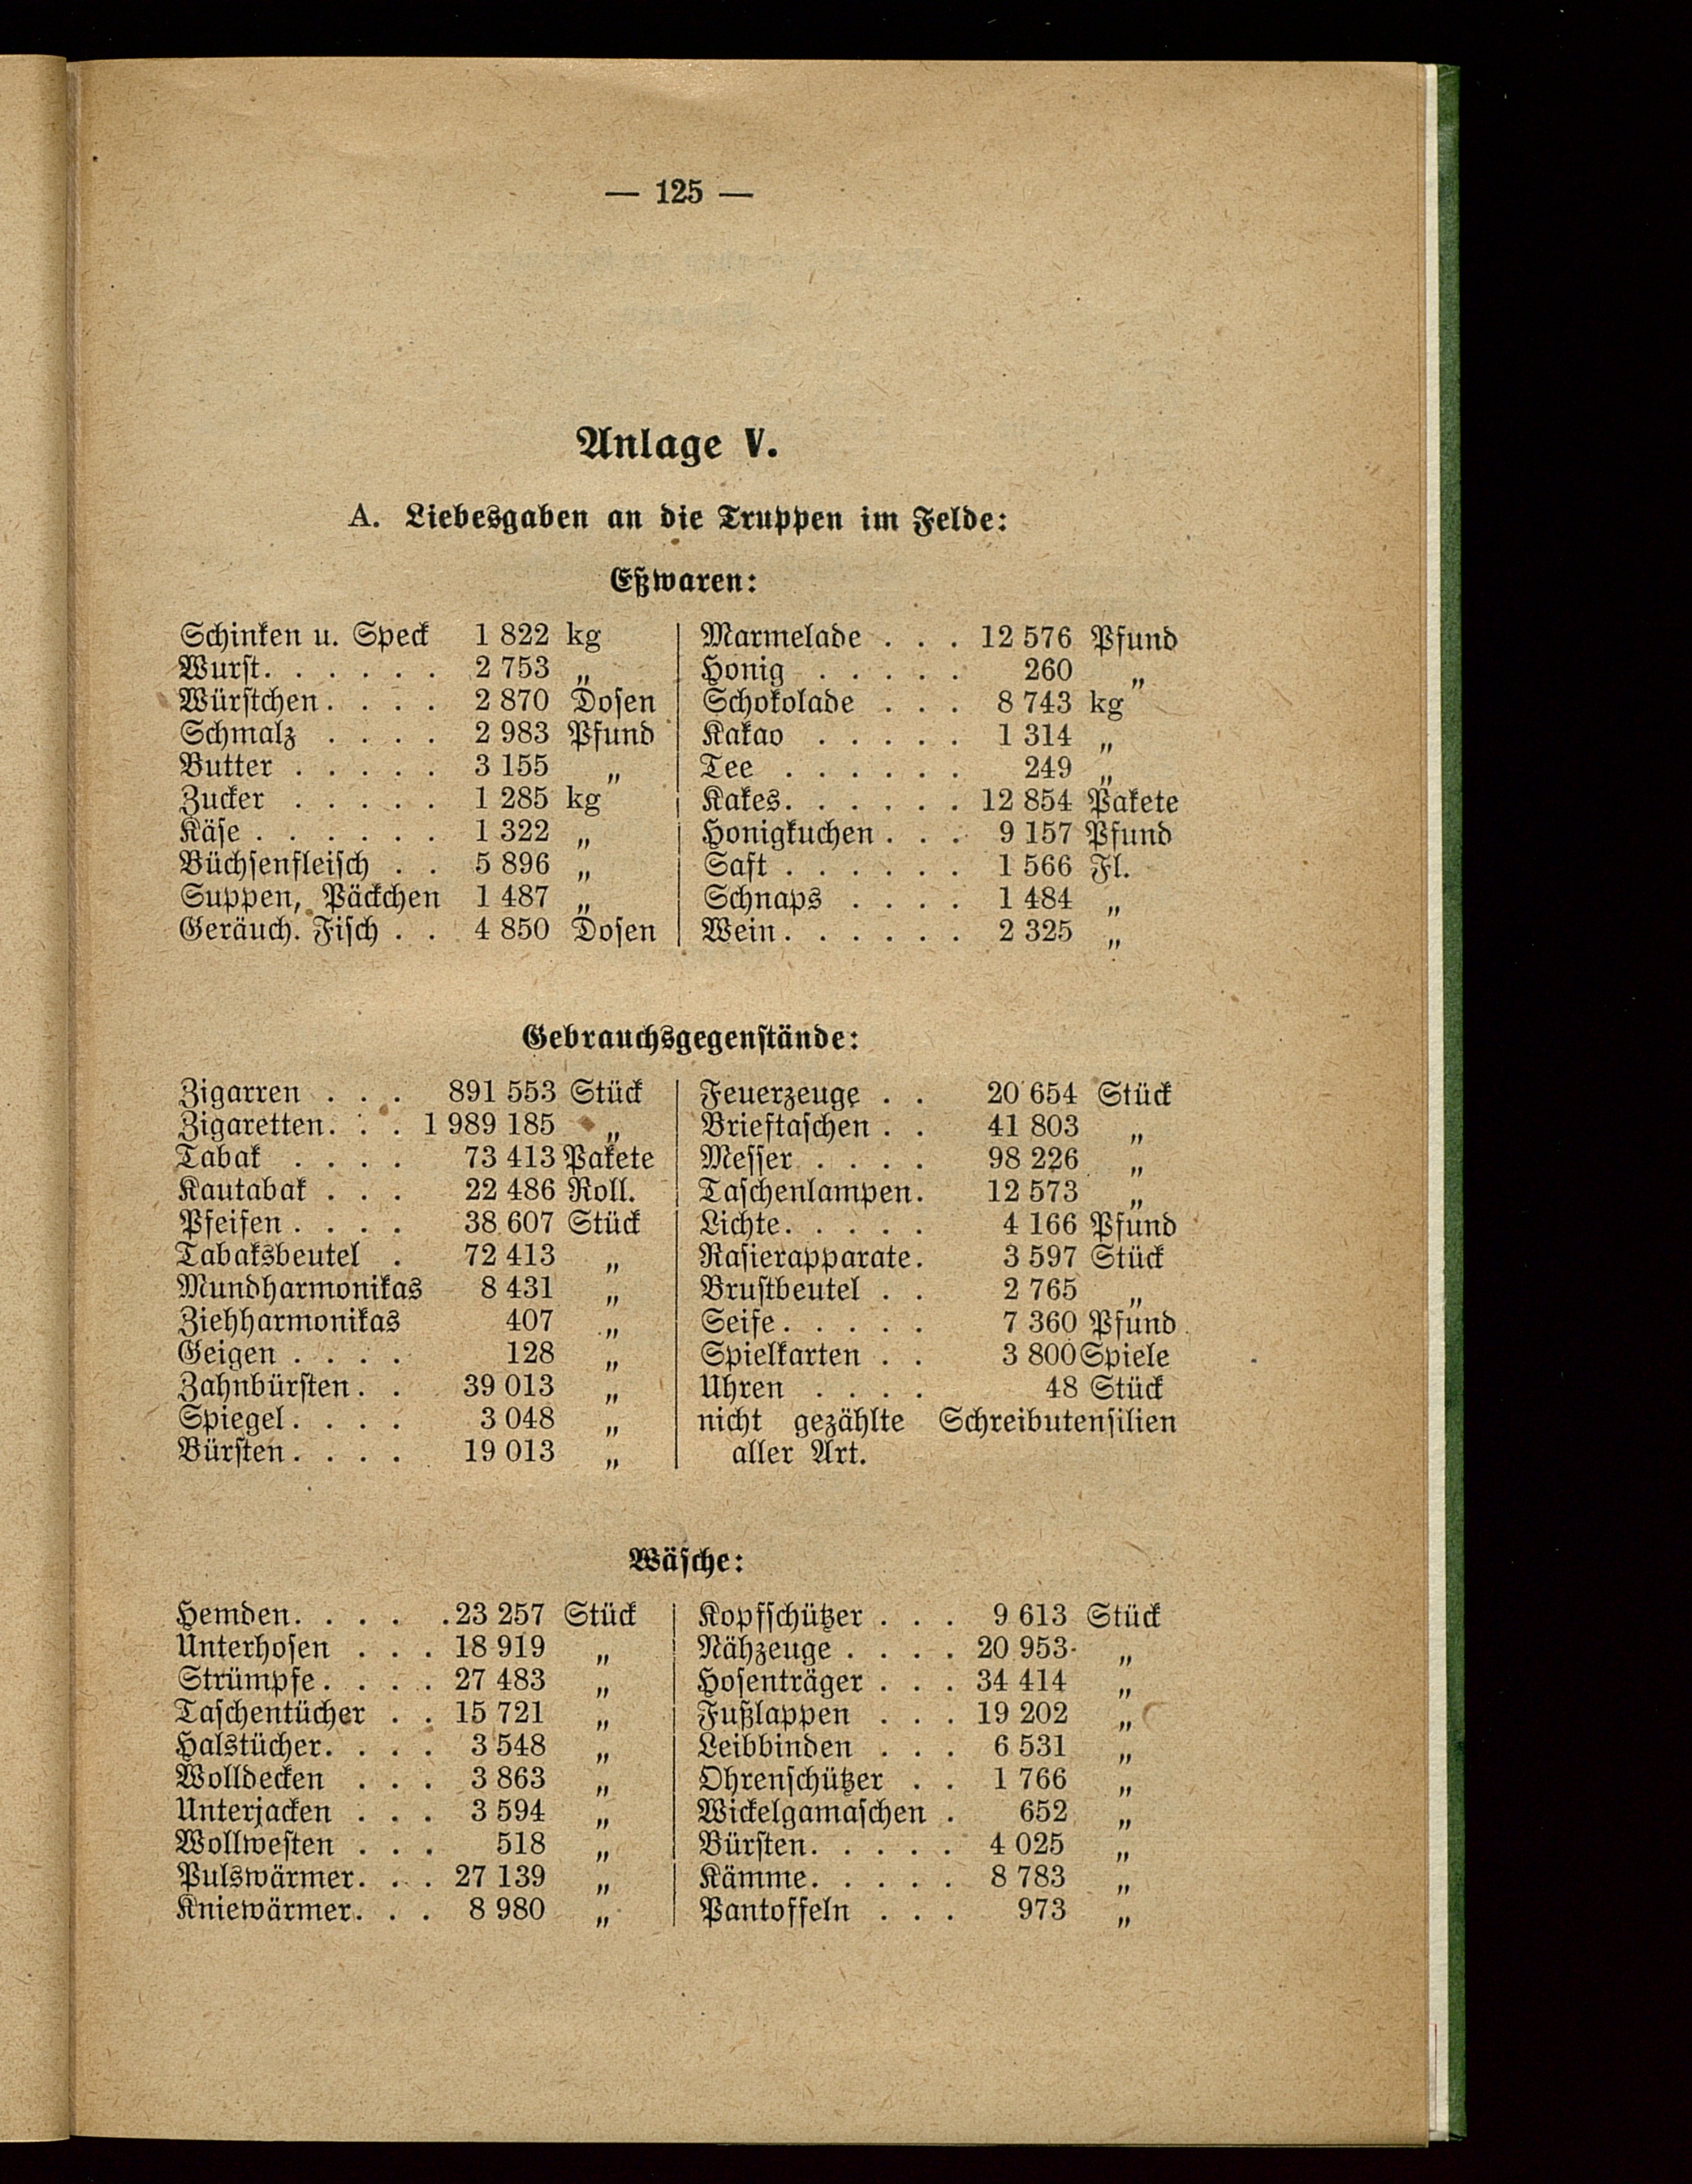 — 125 —
Anlage V.
A. Liebesgaben an die Truppen im Felde:
Eßwaren:
Schinken u. Speck 1 822 kg
Wurst. . . . . . 2 753 „
Würstchen. . . . 2 870 Dosen
Schmalz . . . . 2 983 Pfund
Butter . . . . . 3 155 „
Zucker . . . . . 1 285 kg
Käse . . . . . . 1 322 „
Büchsenfleisch . . 5 896 „
Suppen, Päckchen 1 487 „
Geräuch. Fisch . . 4 850 Dosen
Marmelade . . . 12 576 Pfund
Honig . . . . . 260 „
Schokolade . . . 8 743 kg
Kakao . . . . . 1 314 „
Tee . . . . . . 249 „
Kakes. . . . . . 12 854 Pakete
Honigkuchen . . . 9 157 Pfund
Saft . . . . . . 1 566 Fl.
Schnaps . . . . 1 484 „
Wein. . . . . . 2 325 „
Gebrauchsgegenstände:
Zigarren . . . 891 553 Stück
Zigaretten. . . 1 989 185 „
Tabak . . . . 73 413 Pakete
Kautabak . . . 22 486 Roll.
Pfeifen . . . . 38 607 Stück
Tabaksbeutel . 72 413 „
Mundharmonikas 8 431 „
Ziehharmonikas 407 „
Geigen . . . . 128 „
Zahnbürsten. . 39 013 „
Spiegel. . . . 3 048 „
Bürsten. . . . 19 013 „
Feuerzeuge . . 20 654 Stück
Brieftaschen . . 41 803 „
Messer . . . . 98 226 „
Taschenlampen. 12 573 „
Lichte. . . . . 4 166 Pfund
Rasierapparate. 3 597 Stück
Brustbeutel . . 2 765 „
Seife. . . . . 7 360 Pfund
Spielkarten . . 3 800 Spiele
Uhren . . . . 48 Stück
nicht gezählte Schreibutensilien
aller Art.
Wäsche:
Hemden. . . . . 23 257 Stück
Unterhosen . . . 18 919 „
Strümpfe. . . . 27 483 „
Taschentücher . . 15 721 „
Halstücher. . . . 3 548 „
Wolldecken . . . 3 863 „
Unterjacken . . . 3 594 „
Wollwesten . . . 518 „
Pulswärmer. . . 27 139 „
Kniewärmer. . . 8 980 „
Kopfschützer . . . 9 613 Stück
Nähzeuge . . . . 20 953 „
Hosenträger . . . 34 414 „
Fußlappen . . . 19 202 „
Leibbinden . . . 6 531 „
Ohrenschützer . . 1 766 „
Wickelgamaschen . 652 „
Bürsten. . . . . 4 025 „
Kämme. . . . . 8 783 „
Pantoffeln . . . 973 „